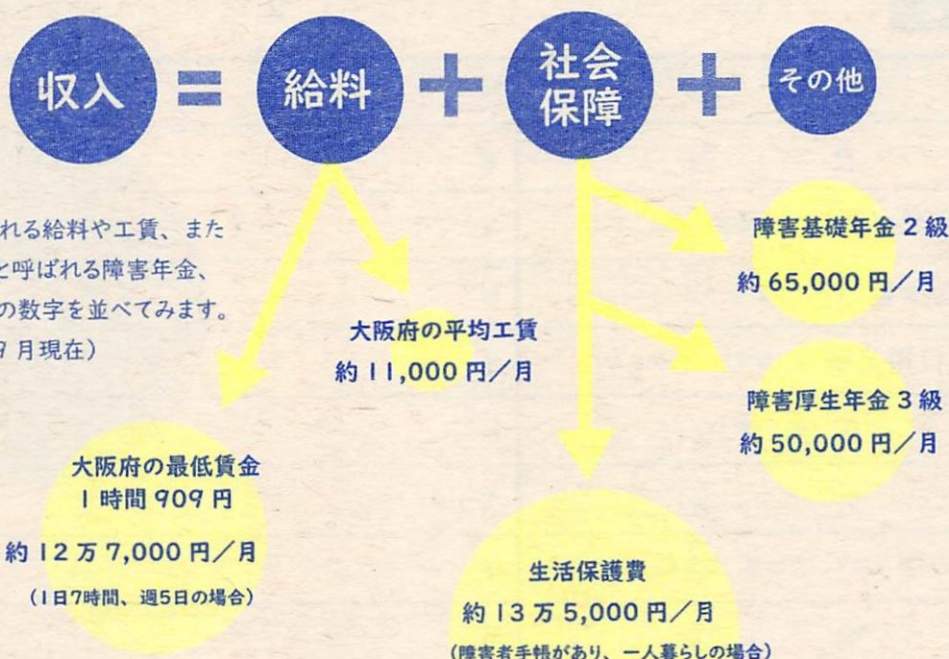 収入 = 給料 + 社会保障 + その他
れる給料や工賃、また
と呼ばれる障害年金、
の数字を並べてみます。
9月現在)
大阪府の平均工賃
約11,000円/月
障害基礎年金2級
約65,000円/月
障害厚生年金3級
約50,000円/月
大阪府の最低賃金
1時間909円
約12万7,000円/月
(1日7時間、週5日の場合)
生活保護費
約13万5,000円/月
(障害者手帳があり、一人暮らしの場合)